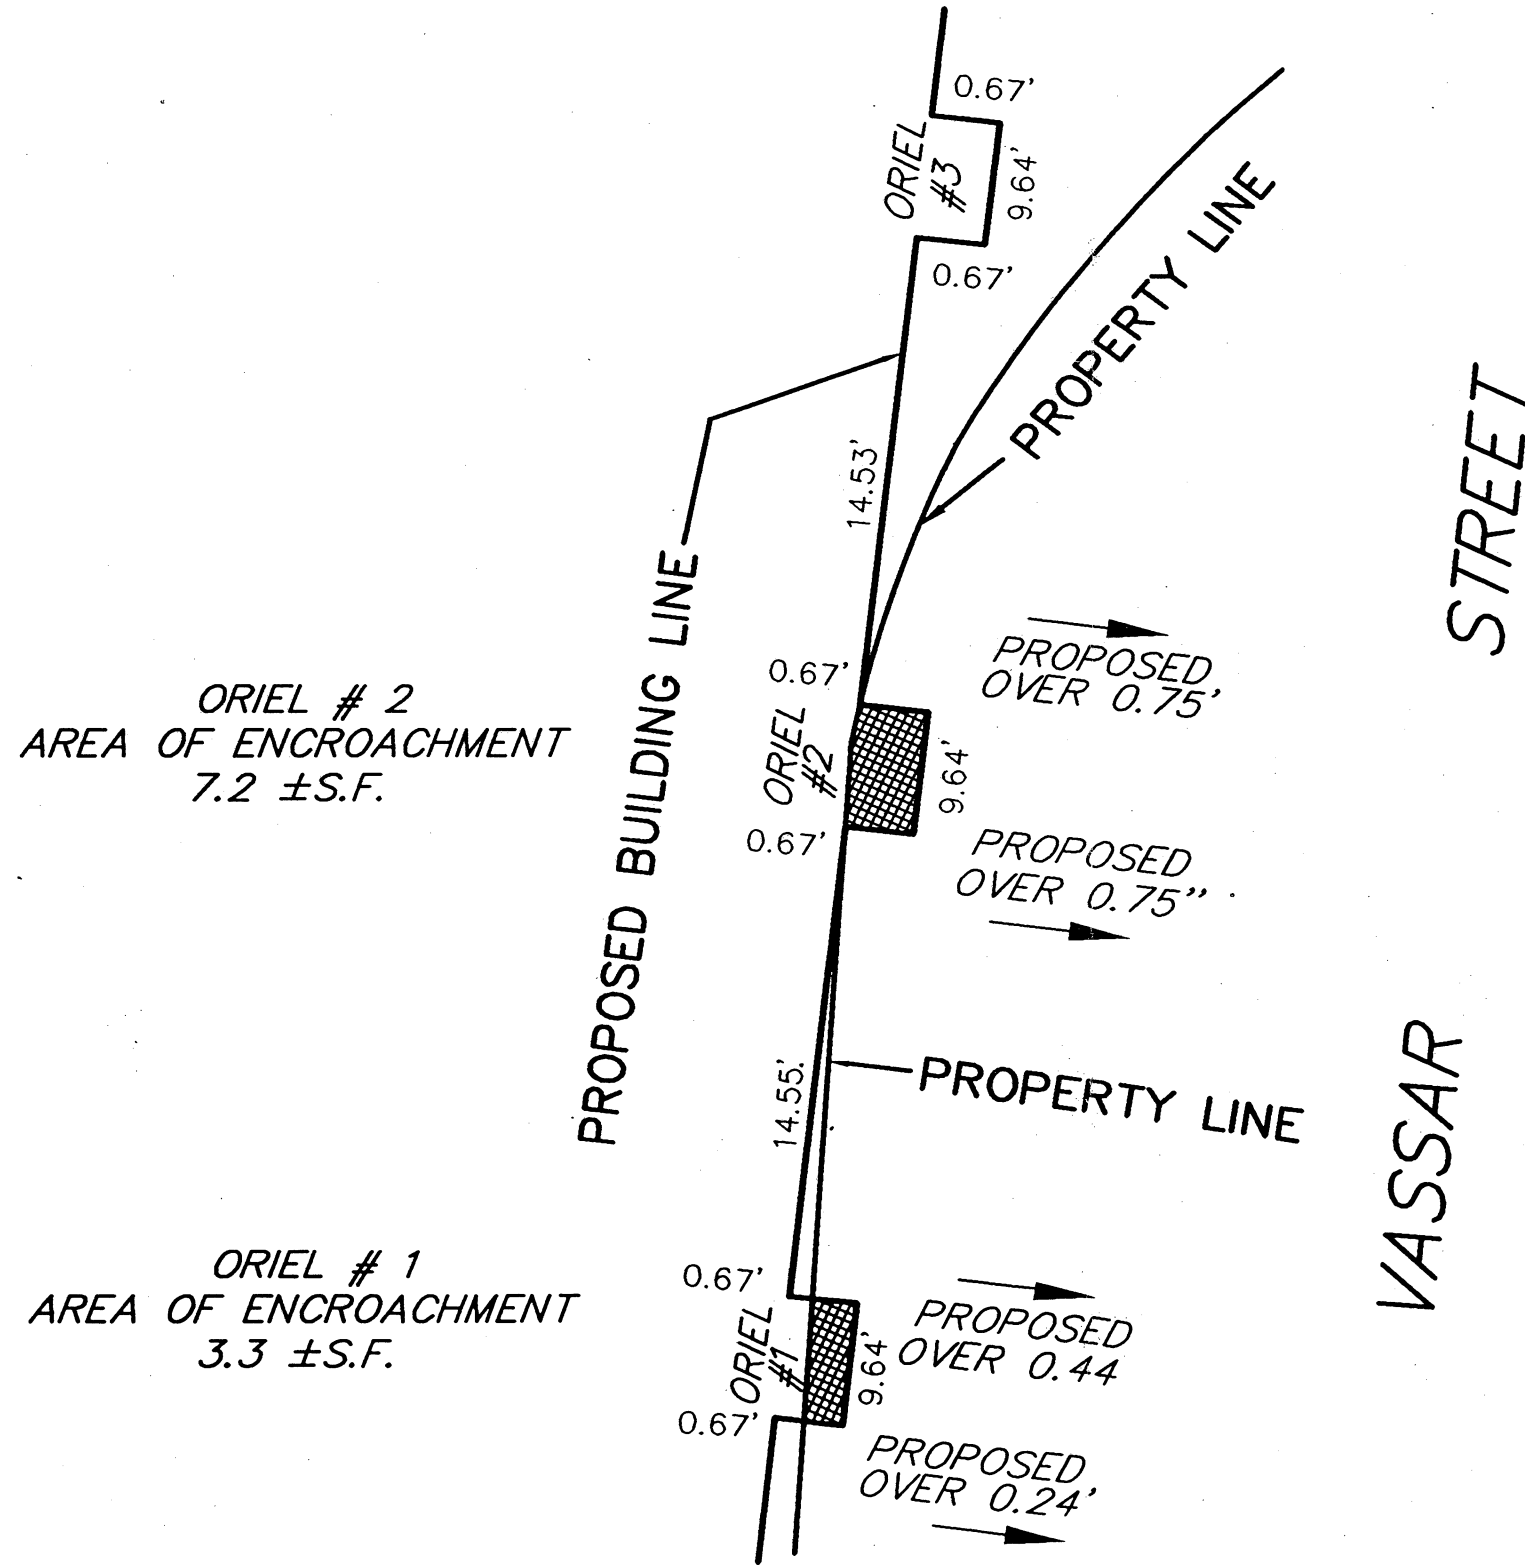 0.67'
ORIEL
#3
9.64'
0.67'
PROPERTY LINE
14.53'
STREET
PROPOSED BUILDING LINE
PROPOSED
OVER 0.75'
0.67'
ORIEL # 2
AREA OF ENCROACHMENT
7.2 ±S.F.
ORIEL
#2
9.64'
0.67'
PROPOSED
OVER 0.75"
14.55'
PROPERTY LINE
VASSAR
ORIEL # 1
AREA OF ENCROACHMENT
3.3 ±S.F.
0.67'
ORIEL
#1
9.64'
PROPOSED
OVER 0.44
0.67'
PROPOSED
OVER 0.24'